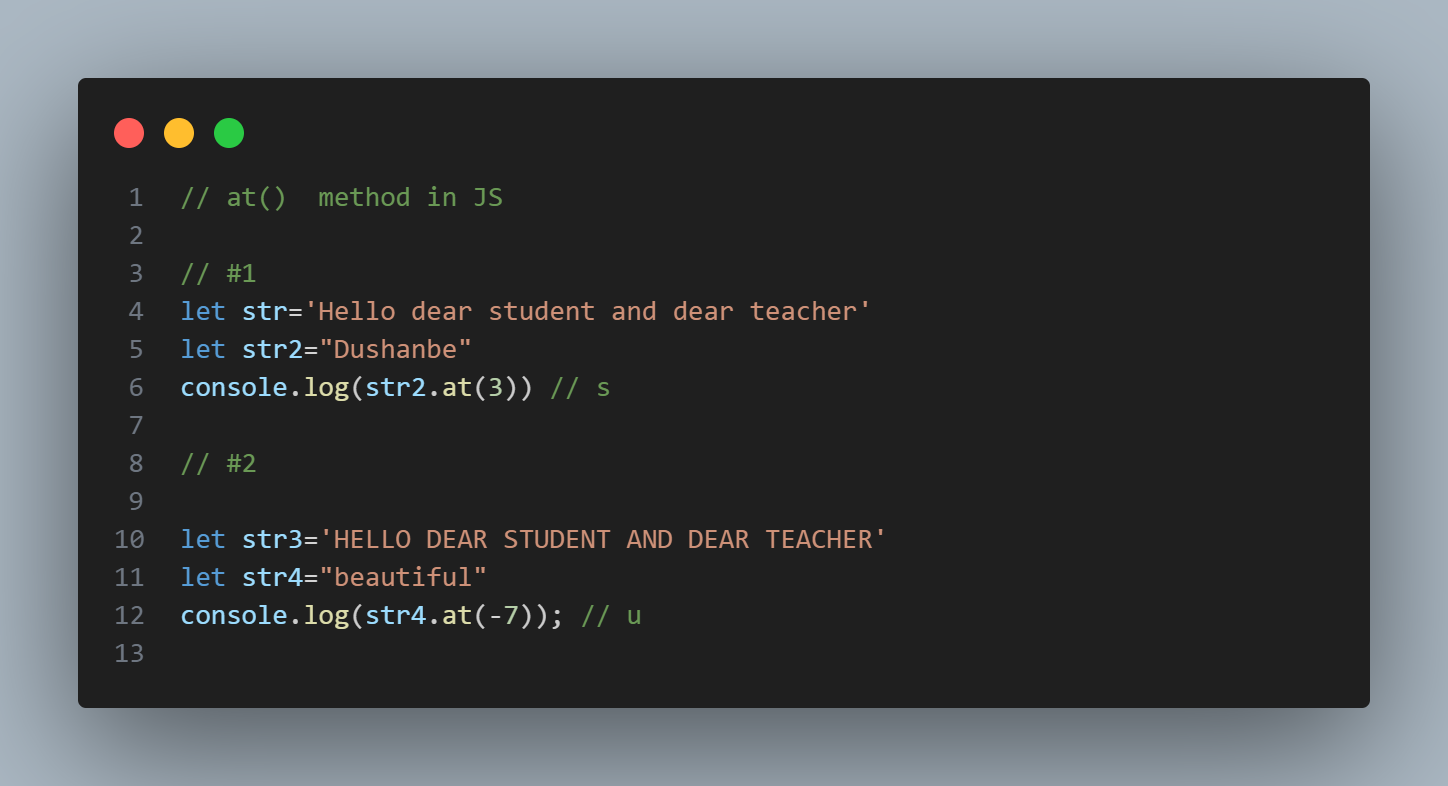 1 // at()  method in JS
2
3 // #1
4 let str='Hello dear student and dear teacher'
5 let str2="Dushanbe"
6 console.log(str2.at(3)) // s
7
8 // #2
9
10 let str3='HELLO DEAR STUDENT AND DEAR TEACHER'
11 let str4="beautiful"
12 console.log(str4.at(-7)); // u
13